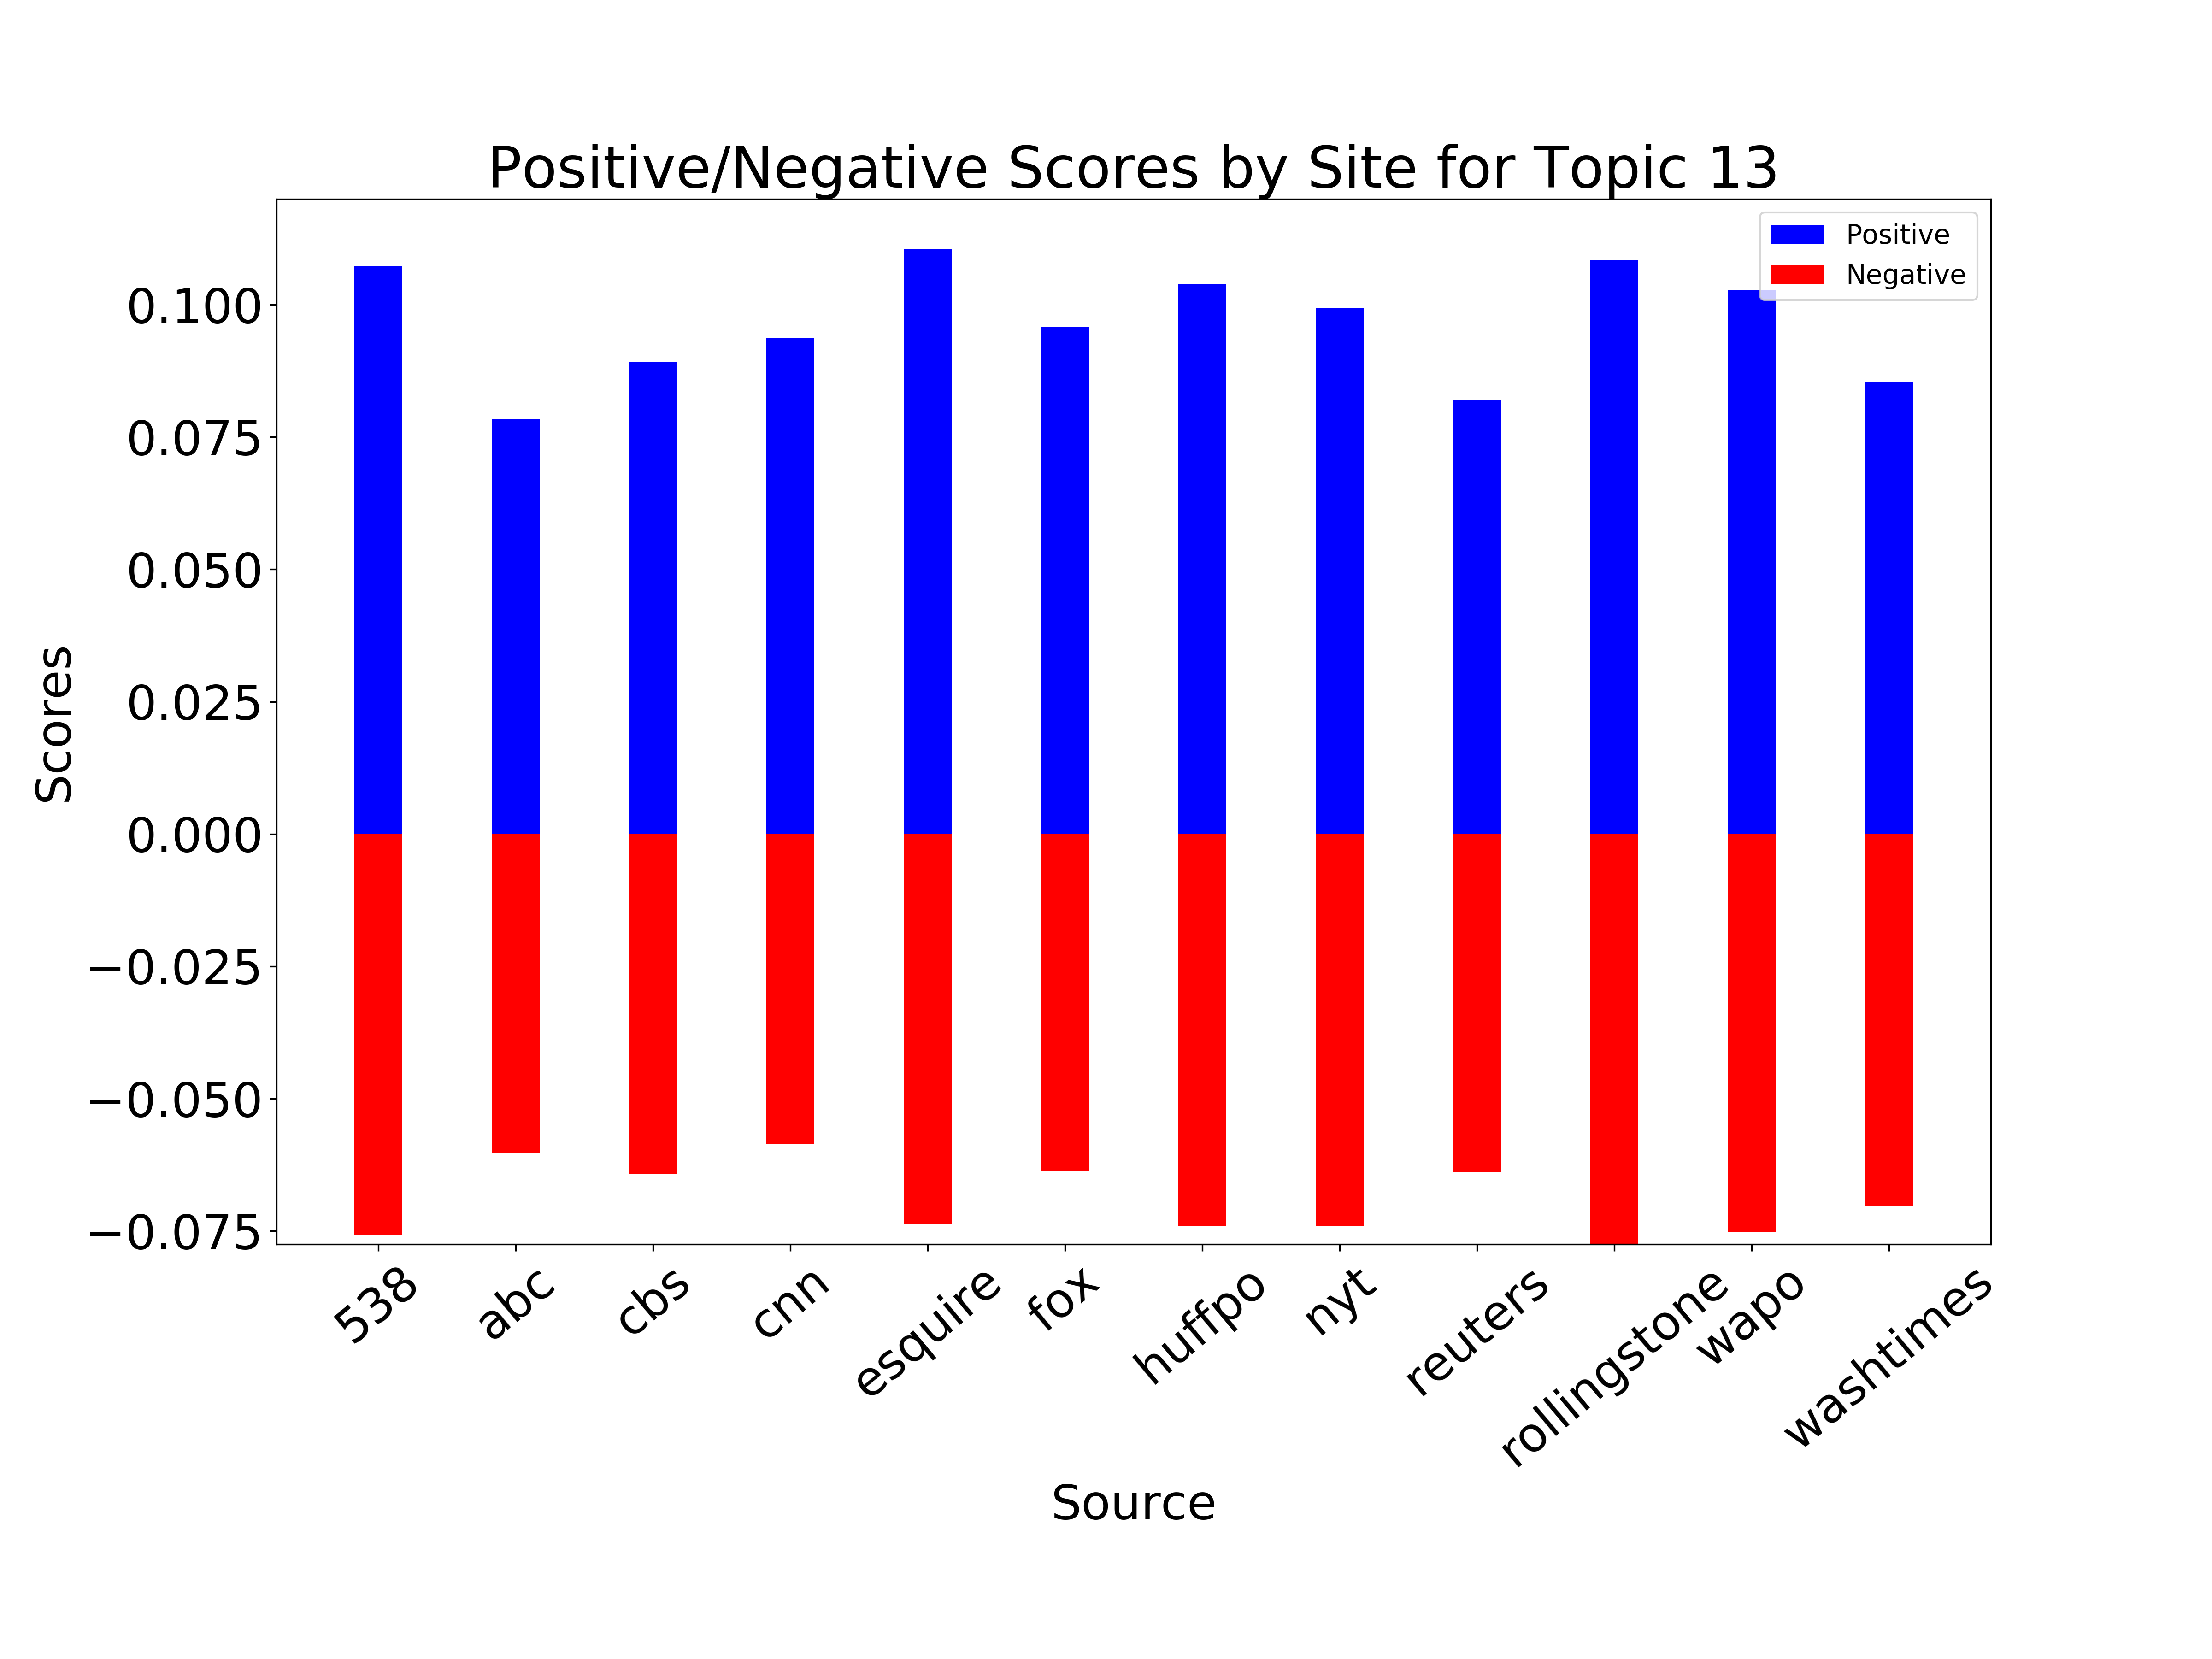 Positive/Negative Scores by Site for Topic 13
Positive
Negative
0.100
0.075
0.050
0.025
0.000
−0.025
−0.050
−0.075
Scores
538
abc
cbs
cnn
esquire
fox
huffpo
nyt
reuters
rollingstone
wapo
washtimes
Source